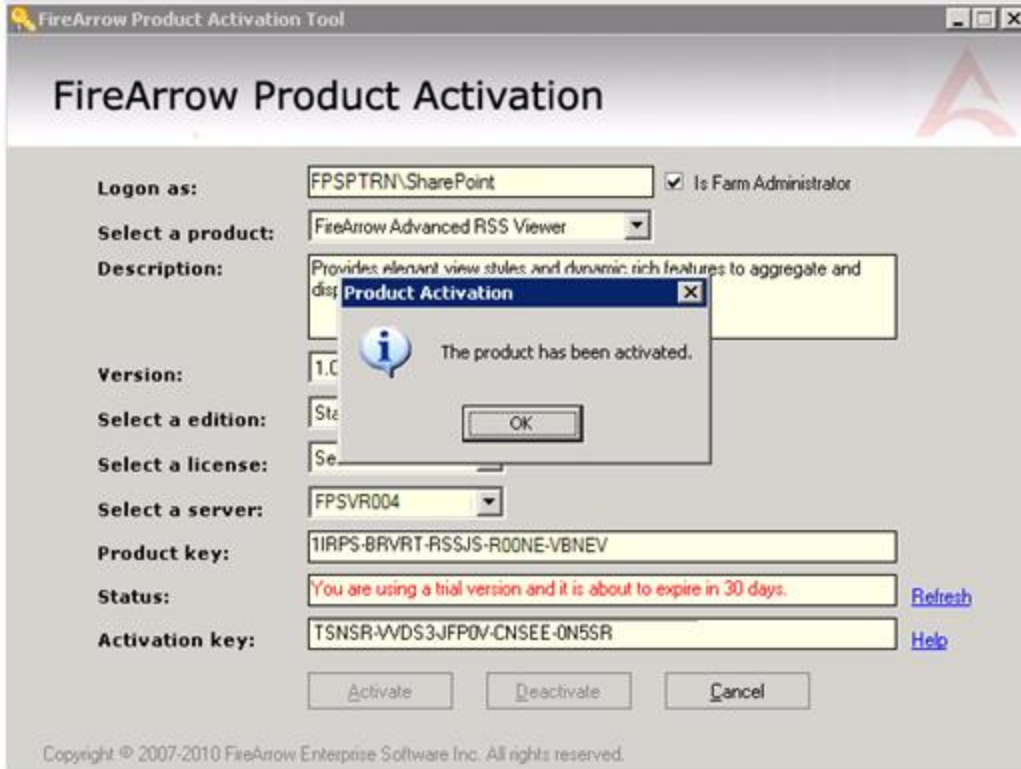 FireArrow Product Activation Tool
FireArrow Product Activation
Logon as: FPSPTRN\SharePoint Is Farm Administrator
Select a product: FireArrow Advanced RSS Viewer
Description: Provides elegant view styles and dynamic rich features to aggregate and
Product Activation
The product has been activated.
OK
Version:
Select a edition:
Select a license:
Select a server: FPSVR004
Product key: 1IRPS-BRVRT-RSSJS-R00NE-VBNEV
Status: You are using a trial version and it is about to expire in 30 days. Refresh
Activation key: TSNSR-VVDS3-JFP0V-CNSEE-0N5SR Help
Activate Deactivate Cancel
Copyright © 2007-2010 FireArrow Enterprise Software Inc. All rights reserved.